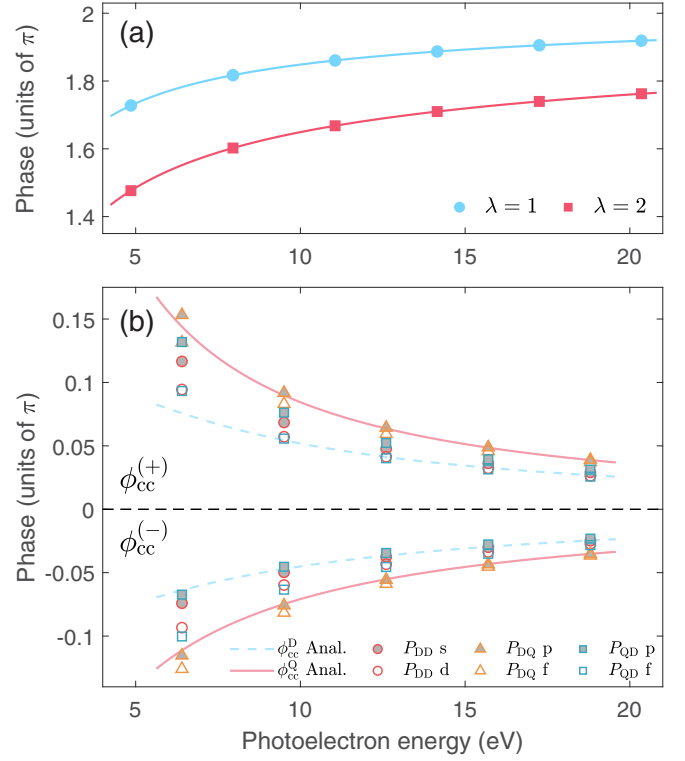 (a)
Phase (units of π)
2
1.8
1.6
1.4
5
10
15
20
λ = 1
λ = 2
(b)
Phase (units of π)
0.15
0.1
0.05
0
-0.05
-0.1
ϕcc(+)
ϕcc(−)
ϕccD Anal.
PDD s
PDQ p
PQD p
ϕccQ Anal.
PDD d
PDQ f
PQD f
5
10
15
20
Photoelectron energy (eV)